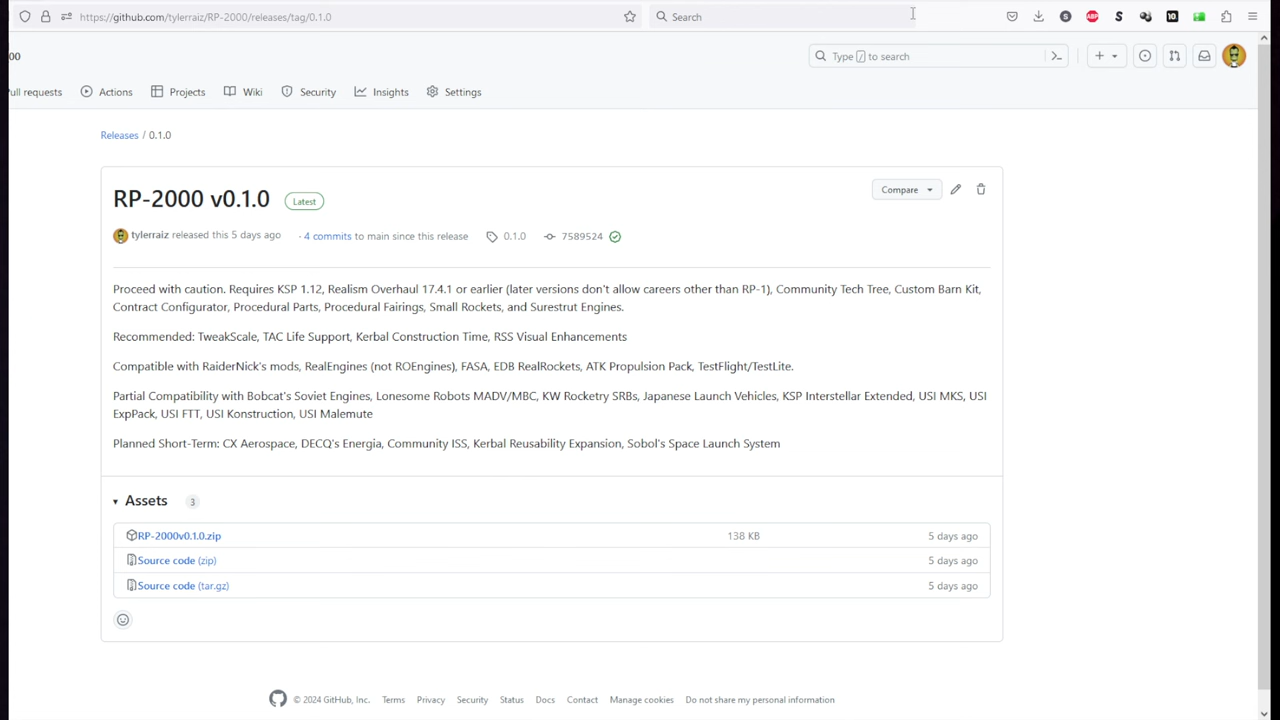 https://github.com/tylerraiz/RP-2000/releases/tag/0.1.0
Search
00
Type / to search
ull requests
Actions
Projects
Wiki
Security
Insights
Settings
Releases / 0.1.0
RP-2000 v0.1.0
Latest
Compare
tylerraiz released this 5 days ago
· 4 commits to main since this release
0.1.0
7589524
Proceed with caution. Requires KSP 1.12, Realism Overhaul 17.4.1 or earlier (later versions don't allow careers other than RP-1), Community Tech Tree, Custom Barn Kit,
Contract Configurator, Procedural Parts, Procedural Fairings, Small Rockets, and Surestrut Engines.
Recommended: TweakScale, TAC Life Support, Kerbal Construction Time, RSS Visual Enhancements
Compatible with RaiderNick's mods, RealEngines (not ROEngines), FASA, EDB RealRockets, ATK Propulsion Pack, TestFlight/TestLite.
Partial Compatibility with Bobcat's Soviet Engines, Lonesome Robots MADV/MBC, KW Rocketry SRBs, Japanese Launch Vehicles, KSP Interstellar Extended, USI MKS, USI
ExpPack, USI FTT, USI Konstruction, USI Malemute
Planned Short-Term: CX Aerospace, DECQ's Energia, Community ISS, Kerbal Reusability Expansion, Sobol's Space Launch System
Assets 3
RP-2000v0.1.0.zip 138 KB 5 days ago
Source code (zip) 5 days ago
Source code (tar.gz) 5 days ago
© 2024 GitHub, Inc. Terms Privacy Security Status Docs Contact Manage cookies Do not share my personal information